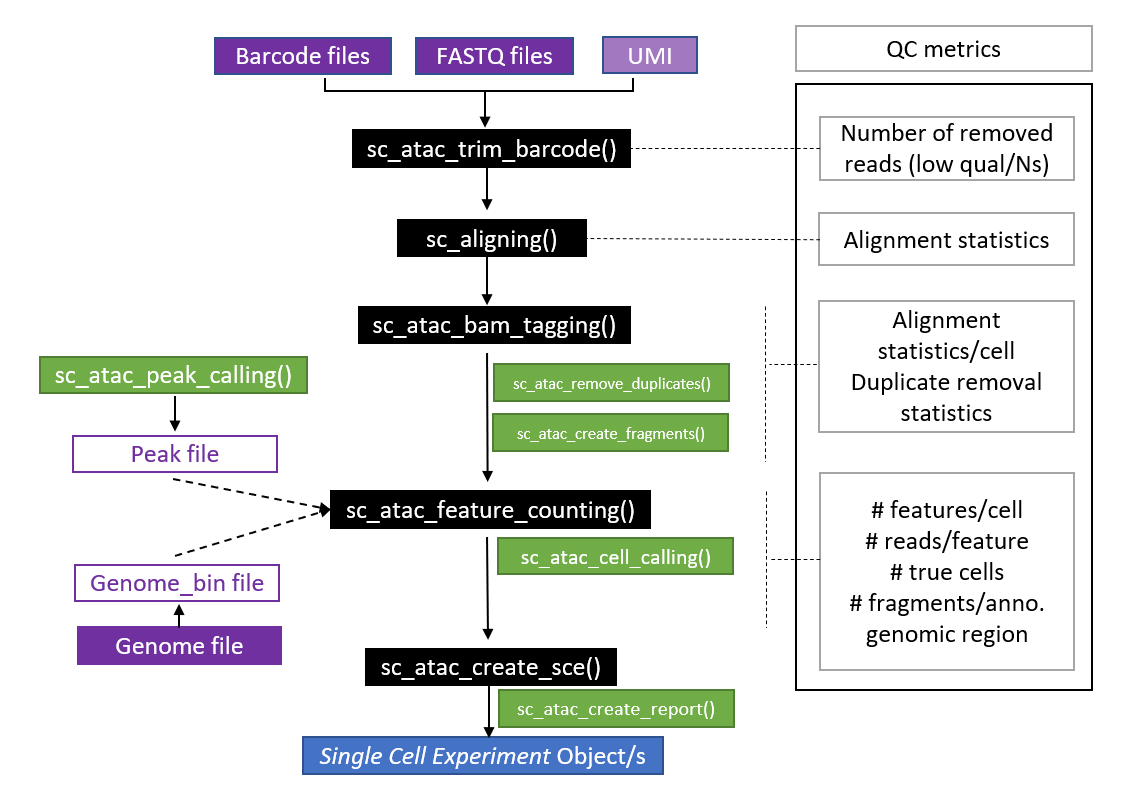 Barcode files
FASTQ files
UMI
QC metrics
sc_atac_trim_barcode()
Number of removed
reads (low qual/Ns)
sc_aligning()
Alignment statistics
sc_atac_bam_tagging()
Alignment
statistics/cell
Duplicate removal
statistics
sc_atac_peak_calling()
sc_atac_remove_duplicates()
sc_atac_create_fragments()
Peak file
sc_atac_feature_counting()
# features/cell
# reads/feature
# true cells
# fragments/anno.
genomic region
sc_atac_cell_calling()
Genome_bin file
Genome file
sc_atac_create_sce()
sc_atac_create_report()
Single Cell Experiment Object/s